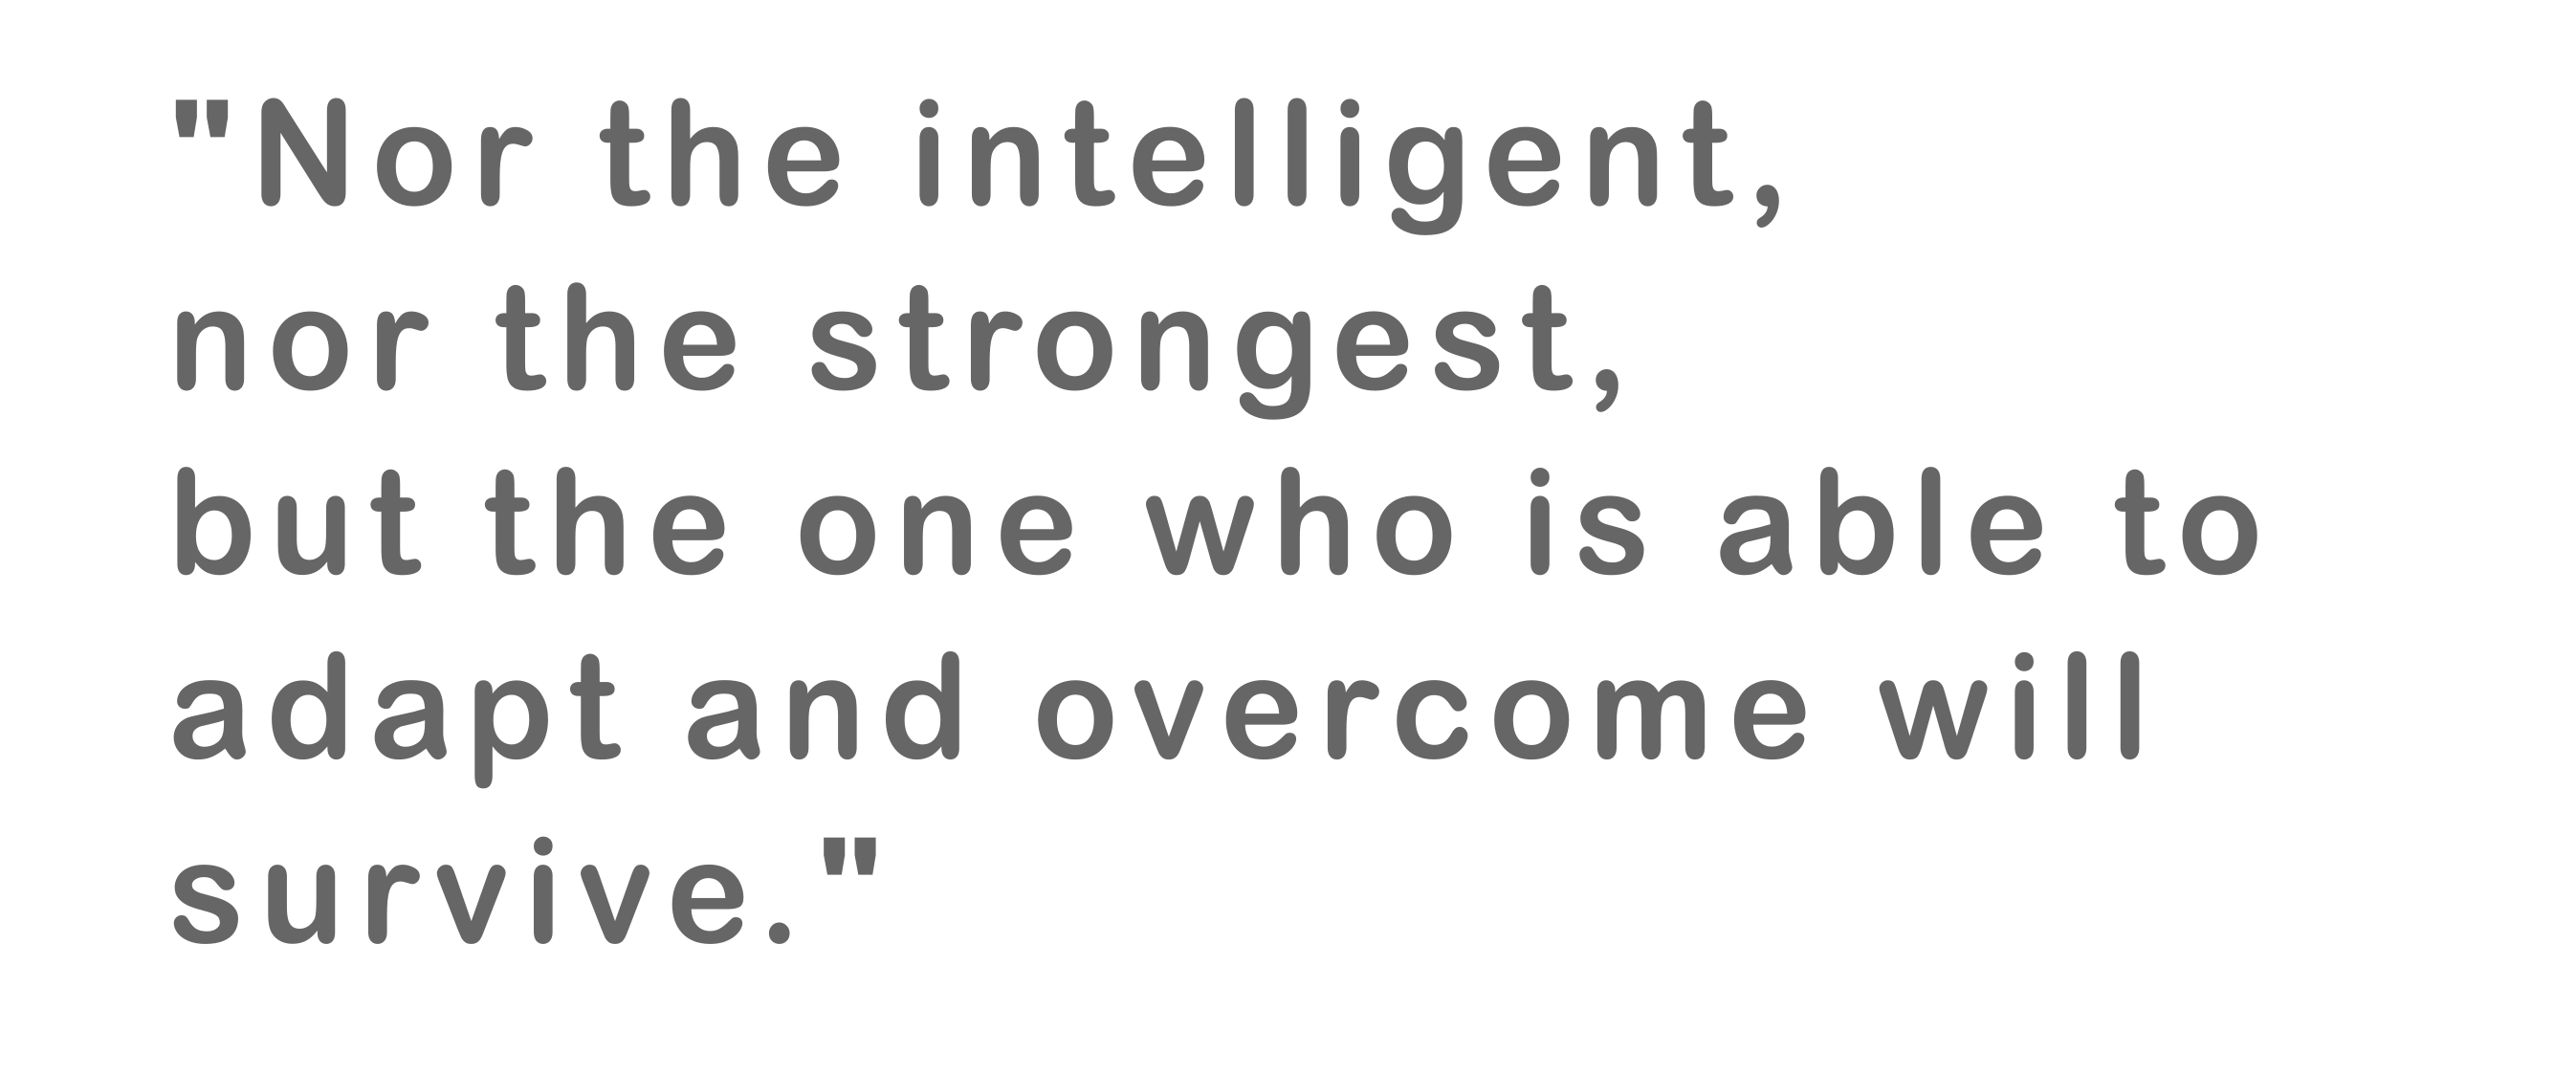 "Nor the intelligent,
nor the strongest,
but the one who is able to
adapt and overcome will
survive."